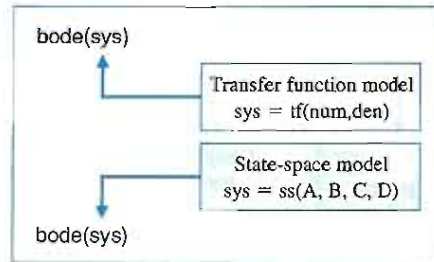 bode(sys)
Transfer function model
sys = tf(num,den)
State-space model
sys = ss(A, B, C, D)
bode(sys)